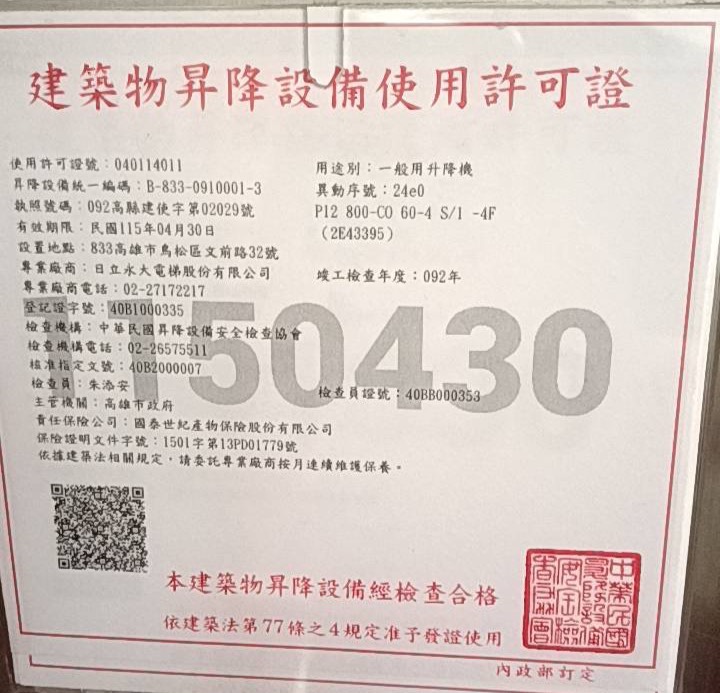 建築物昇降設備使用許可證
使用許可證號：040114011
昇降設備統一編碼：B-833-0910001-3
執照號碼：092高縣建使字第02029號
有效期限：民國115年04月30日
設置地點：833高雄市鳥松區文前路32號
專業廠商：日立永大電梯股份有限公司
專業廠商電話：02-27172217
登記證字號：40B1000335
檢查機構：中華民國昇降設備安全檢查協會
檢查機構電話：02-26575511
核准指定文號：40B2000007
檢查員：朱添安
主管機關：高雄市政府
責任保險公司：國泰世紀產物保險股份有限公司
保險證明文件字號：1501字第13PD01779號
依據建築法相關規定，請委託專業廠商按月連續維護保養。
用途別：一般用升降機
異動序號：24e0
P12 800-CO 60-4 S/1 -4F
(2E43395)
竣工檢查年度：092年
檢查員證號：40BB000353
1150430
本建築物昇降設備經檢查合格
依建築法第77條之4規定准予發證使用
內政部訂定